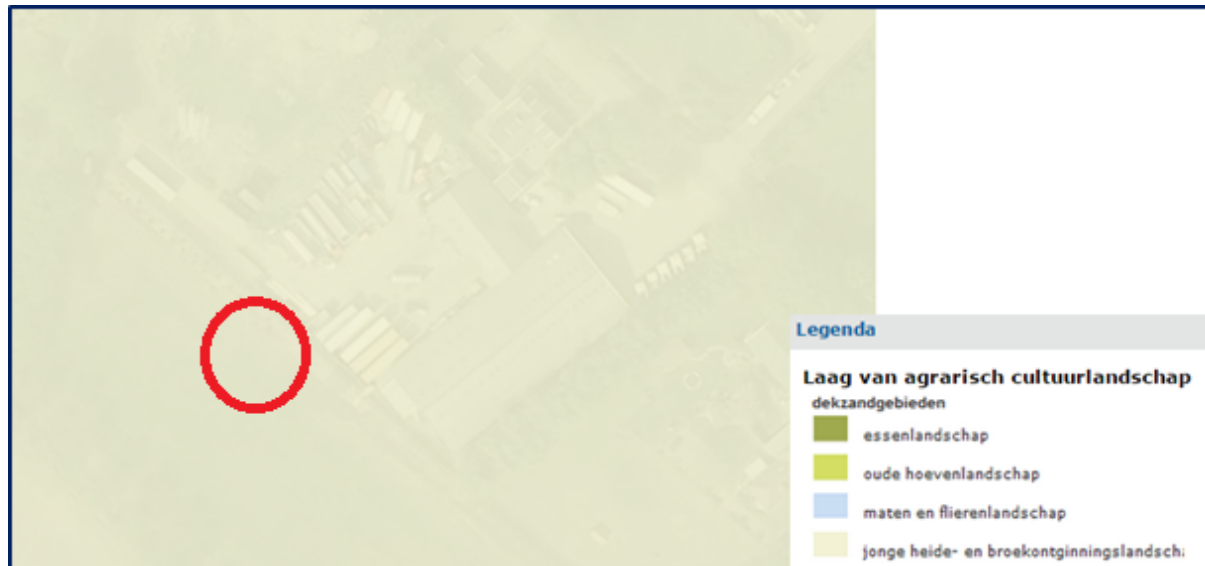 Legenda
Laag van agrarisch cultuurlandschap
dekzandgebieden
essenlandschap
oude hoevenlandschap
maten en flierenlandschap
jonge heide- en broekontginningslandsch